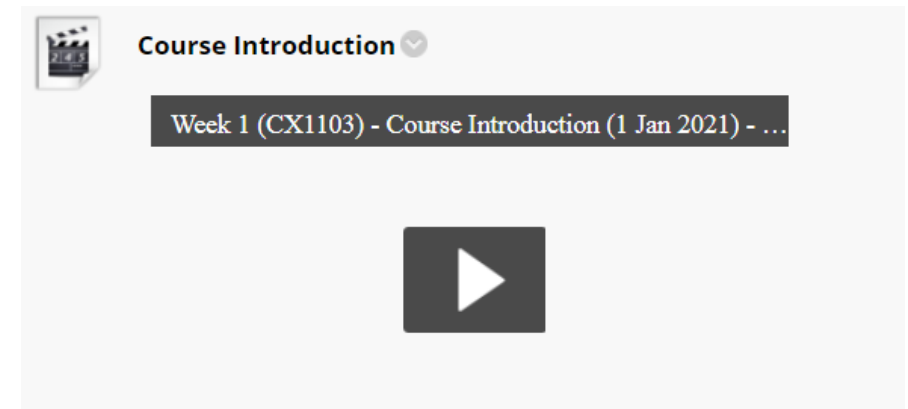 Course Introduction
Week 1 (CX1103) - Course Introduction (1 Jan 2021) - ...